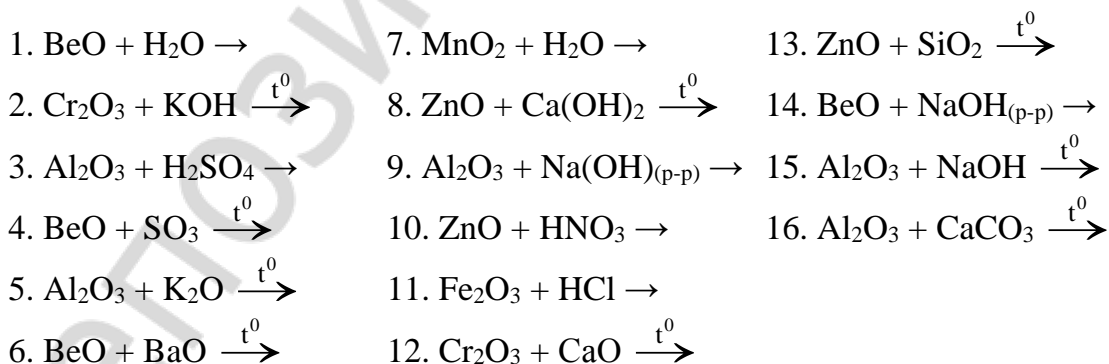 1. BeO + H₂O →
2. Cr₂O₃ + KOH t⁰→
3. Al₂O₃ + H₂SO₄ →
4. BeO + SO₃ t⁰→
5. Al₂O₃ + K₂O t⁰→
6. BeO + BaO t⁰→
7. MnO₂ + H₂O →
8. ZnO + Ca(OH)₂ t⁰→
9. Al₂O₃ + Na(OH)(р-р) →
10. ZnO + HNO₃ →
11. Fe₂O₃ + HCl →
12. Cr₂O₃ + CaO t⁰→
13. ZnO + SiO₂ t⁰→
14. BeO + NaOH(р-р) →
15. Al₂O₃ + NaOH t⁰→
16. Al₂O₃ + CaCO₃ t⁰→